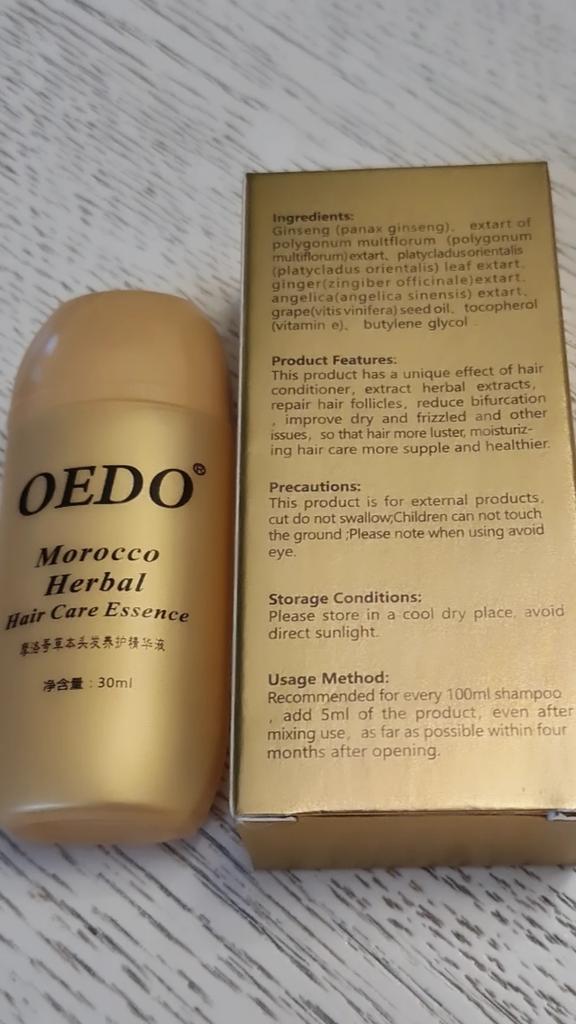 OEDO®
Morocco
Herbal
Hair Care Essence
摩洛哥草本头发养护精华液
净含量：30ml
Ingredients:
Ginseng (panax ginseng)、 extart of
polygonum multflorum (polygonum
multiflorum)extart、platycladusorientalis
(platycladus orientalis) leaf extart、
ginger(zingiber officinale)extart、
angelica(angelica sinensis) extart、
grape(vitis vinifera) seed oil、tocopherol
(vitamin e)、 butylene glycol .
Product Features:
This product has a unique effect of hair
conditioner, extract herbal extracts,
repair hair follicles, reduce bifurcation
, improve dry and frizzled and other
issues, so that hair more luster, moisturiz-
ing hair care more supple and healthier.
Precautions:
This product is for external products,
cut do not swallow;Children can not touch
the ground ;Please note when using avoid
eye.
Storage Conditions:
Please store in a cool dry place, avoid
direct sunlight.
Usage Method:
Recommended for every 100ml shampoo
, add 5ml of the product, even after
mixing use, as far as possible within four
months after opening.